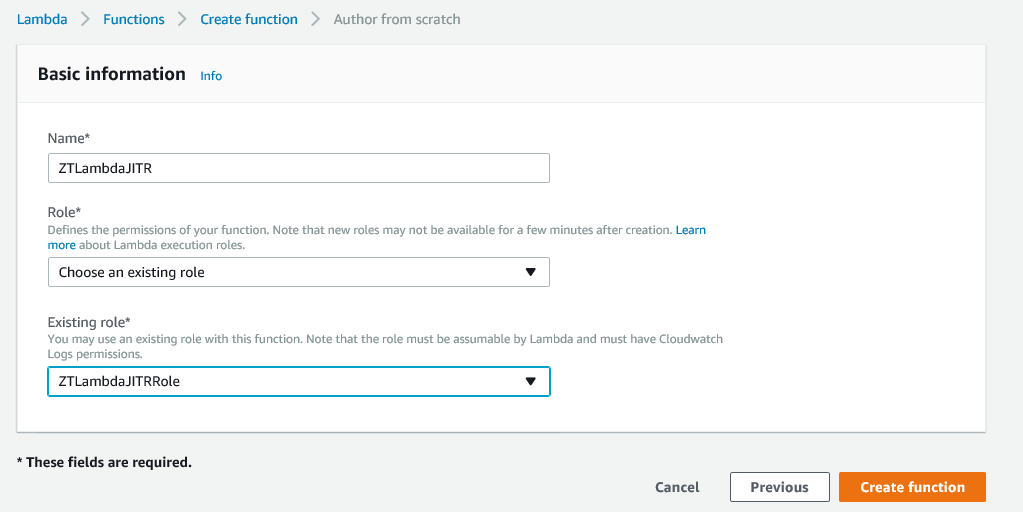 Lambda > Functions > Create function > Author from scratch
Basic information Info
Name*
ZTLambdaJITR
Role*
Defines the permissions of your function. Note that new roles may not be available for a few minutes after creation. Learn
more about Lambda execution roles.
Choose an existing role
Existing role*
You may use an existing role with this function. Note that the role must be assumable by Lambda and must have Cloudwatch
Logs permissions.
ZTLambdaJITRRole
* These fields are required.
Cancel Previous Create function